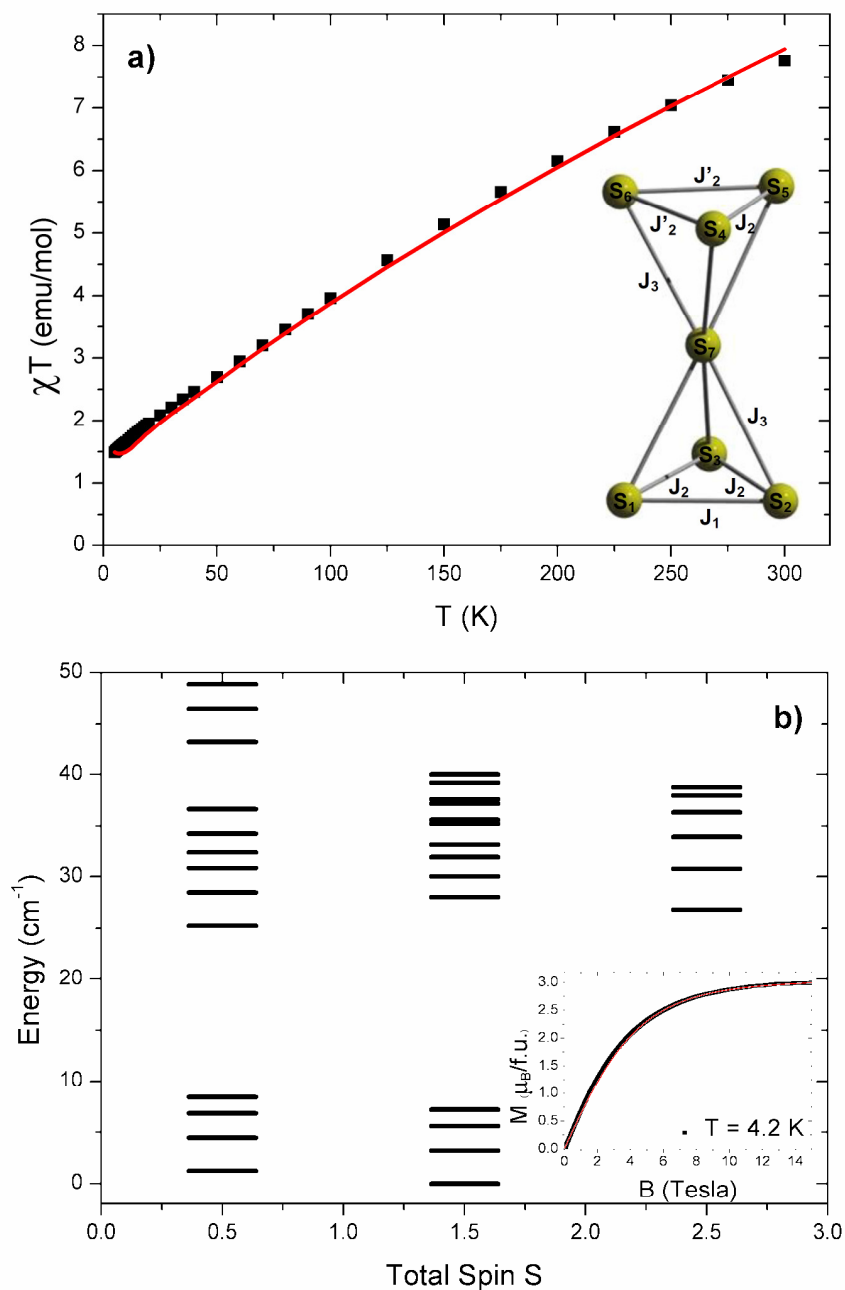 a)
8
7
6
5
4
3
2
1
0
χT (emu/mol)
50
100
150
200
250
300
T (K)
J'2
S6
S5
J'2
J2
S4
J3
S7
J3
S3
J2
J2
S1
S2
J1
b)
50
40
30
20
10
0
Energy (cm⁻¹)
0.0
0.5
1.0
1.5
2.0
2.5
3.0
Total Spin S
3.0
2.5
2.0
1.5
1.0
0.5
0.0
M (μB/f.u.)
T = 4.2 K
0
2
4
6
8
10
12
14
B (Tesla)